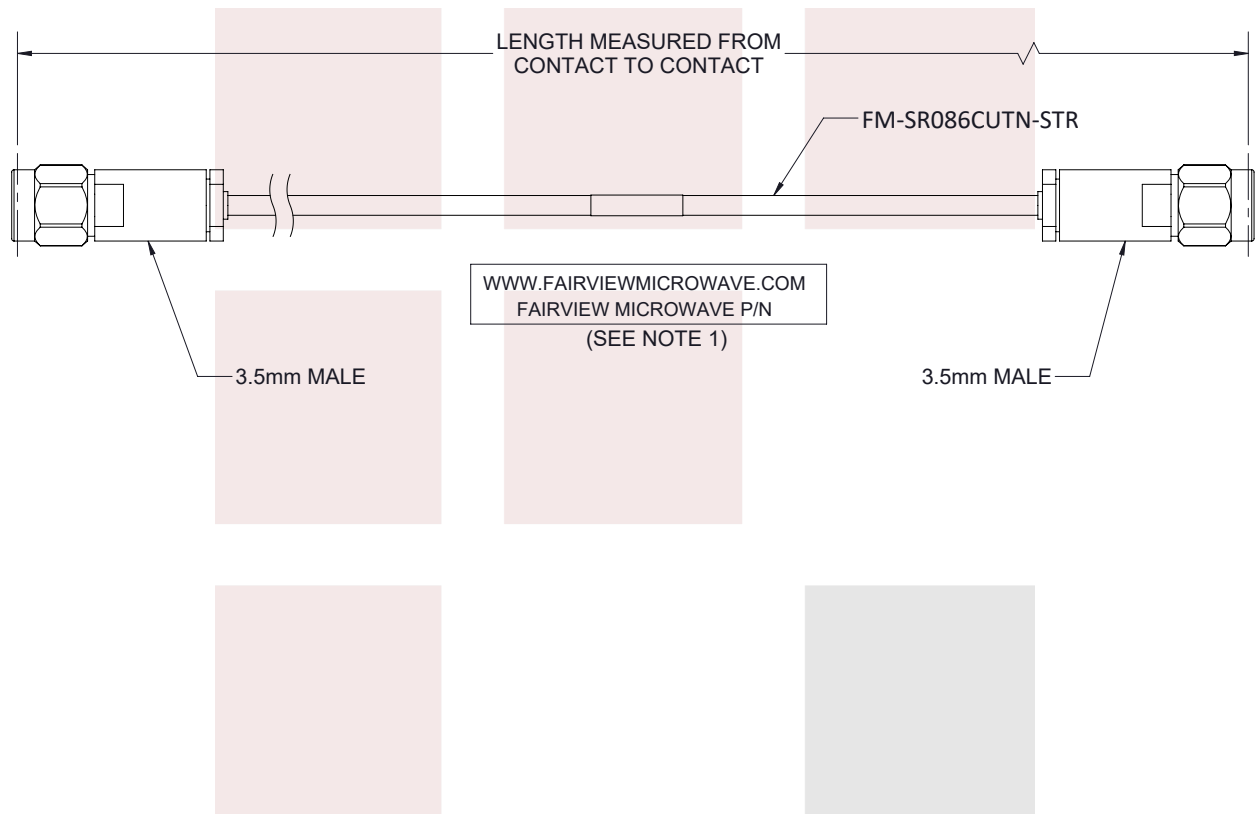 LENGTH MEASURED FROM
CONTACT TO CONTACT
FM-SR086CUTN-STR
WWW.FAIRVIEWMICROWAVE.COM
FAIRVIEW MICROWAVE P/N
(SEE NOTE 1)
3.5mm MALE
3.5mm MALE